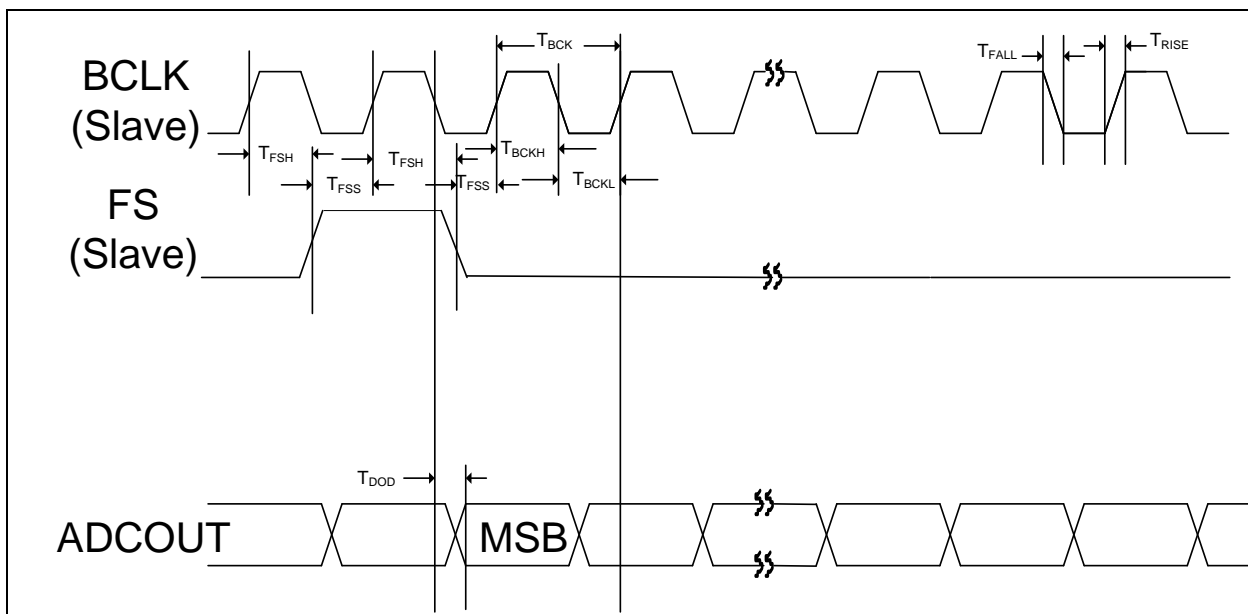 BCLK
(Slave)
T_BCK
T_FALL
T_RISE
T_FSH
T_FSS
T_FSH
T_FSS
T_BCKH
T_BCKL
FS
(Slave)
T_DOD
ADCOUT
MSB